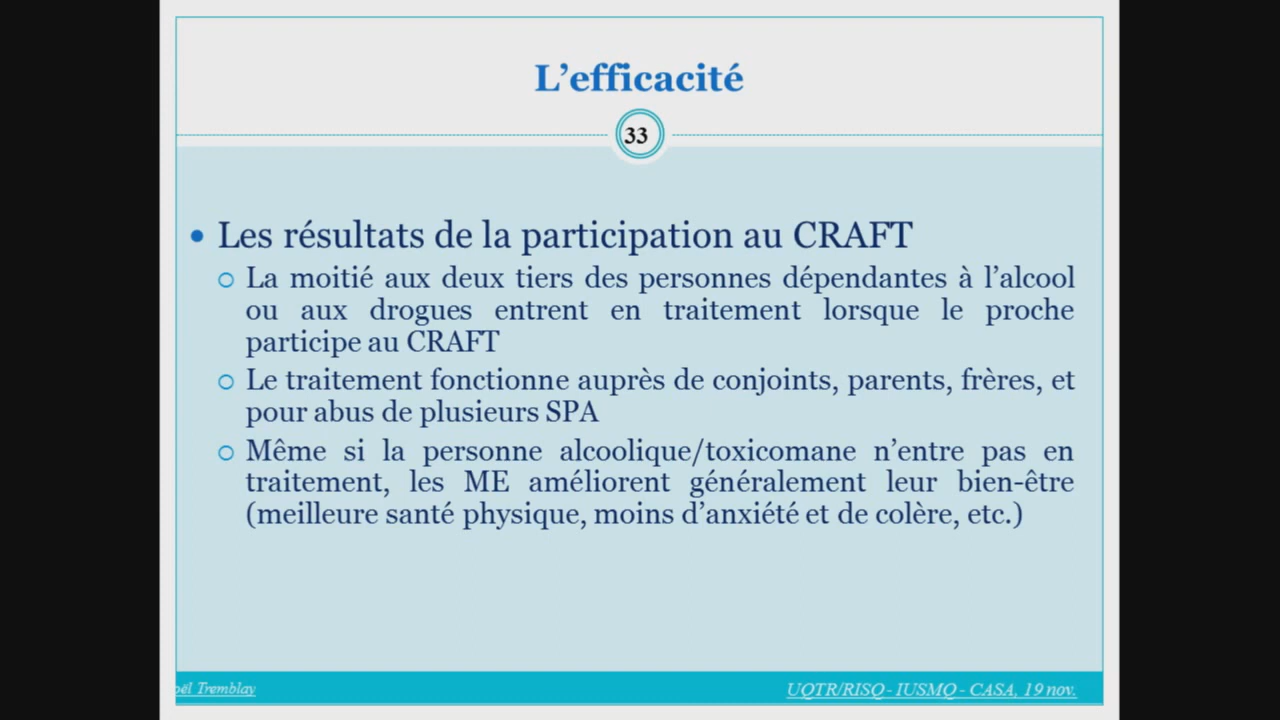 L’efficacité
33
• Les résultats de la participation au CRAFT
La moitié aux deux tiers des personnes dépendantes à l’alcool
ou aux drogues entrent en traitement lorsque le proche
participe au CRAFT
Le traitement fonctionne auprès de conjoints, parents, frères, et
pour abus de plusieurs SPA
Même si la personne alcoolique/toxicomane n’entre pas en
traitement, les ME améliorent généralement leur bien-être
(meilleure santé physique, moins d’anxiété et de colère, etc.)
oël Tremblay
UQTR/RISQ - IUSMQ - CASA, 19 nov.